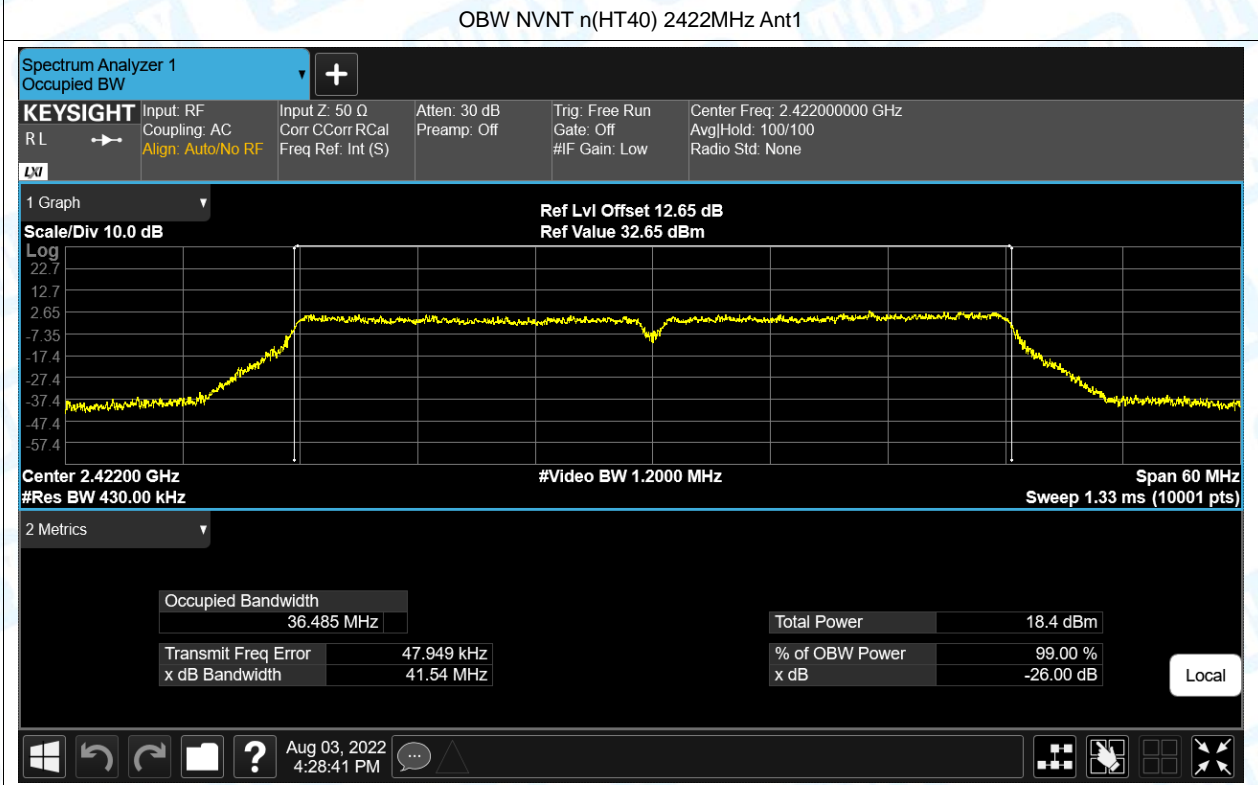 OBW NVNT n(HT40) 2422MHz Ant1
Spectrum Analyzer 1
Occupied BW
KEYSIGHT
R L
LXI
Input: RF
Coupling: AC
Align: Auto/No RF
Input Z: 50 Ω
Corr CCorr RCal
Freq Ref: Int (S)
Atten: 30 dB
Preamp: Off
Trig: Free Run
Gate: Off
#IF Gain: Low
Center Freq: 2.422000000 GHz
Avg|Hold: 100/100
Radio Std: None
1 Graph
Scale/Div 10.0 dB
Ref Lvl Offset 12.65 dB
Ref Value 32.65 dBm
Log
22.7
12.7
2.65
-7.35
-17.4
-27.4
-37.4
-47.4
-57.4
Center 2.42200 GHz
#Video BW 1.2000 MHz
Span 60 MHz
#Res BW 430.00 kHz
Sweep 1.33 ms (10001 pts)
2 Metrics
Occupied Bandwidth
36.485 MHz
Total Power 18.4 dBm
Transmit Freq Error 47.949 kHz
% of OBW Power 99.00 %
x dB Bandwidth 41.54 MHz
x dB -26.00 dB
Local
?
Aug 03, 2022
4:28:41 PM
TOBY